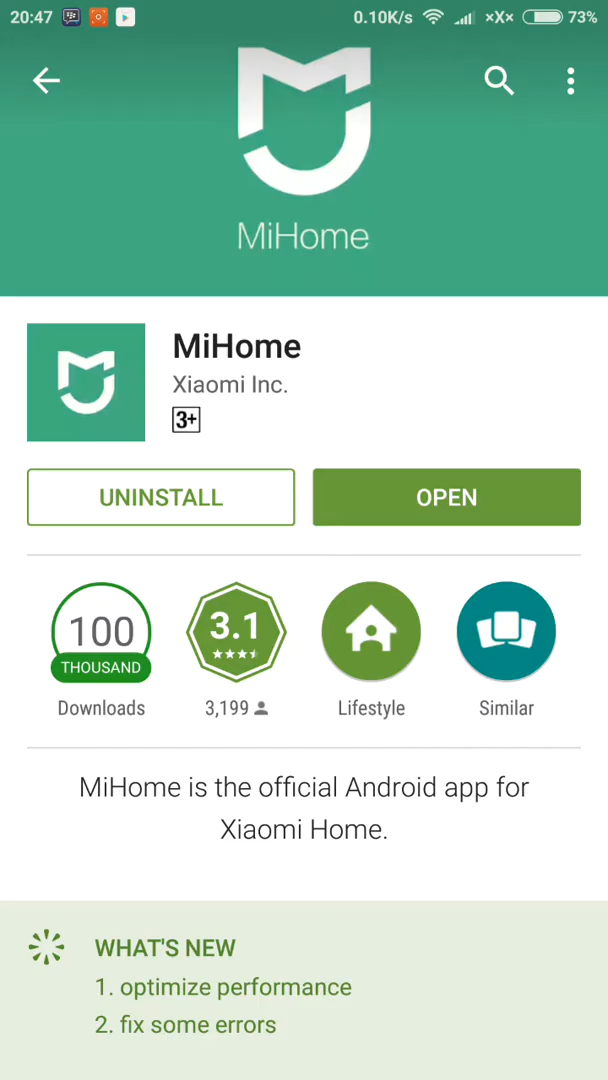 20:47 0.10K/s ×X× 73%
MiHome
MiHome
Xiaomi Inc.
3+
UNINSTALL OPEN
100 3.1
THOUSAND
Downloads 3,199 Lifestyle Similar
MiHome is the official Android app for
Xiaomi Home.
WHAT'S NEW
1. optimize performance
2. fix some errors